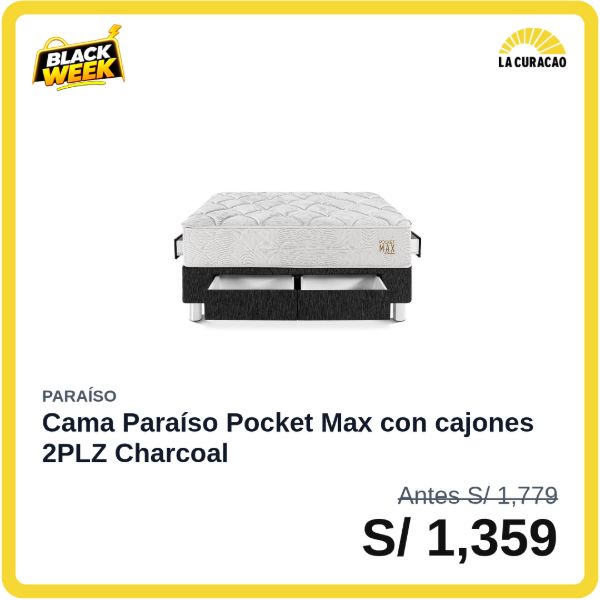 BLACK
WEEK
LA CURACAO
POCKET
MAX
PARAÍSO
Cama Paraíso Pocket Max con cajones
2PLZ Charcoal
Antes S/ 1,779
S/ 1,359